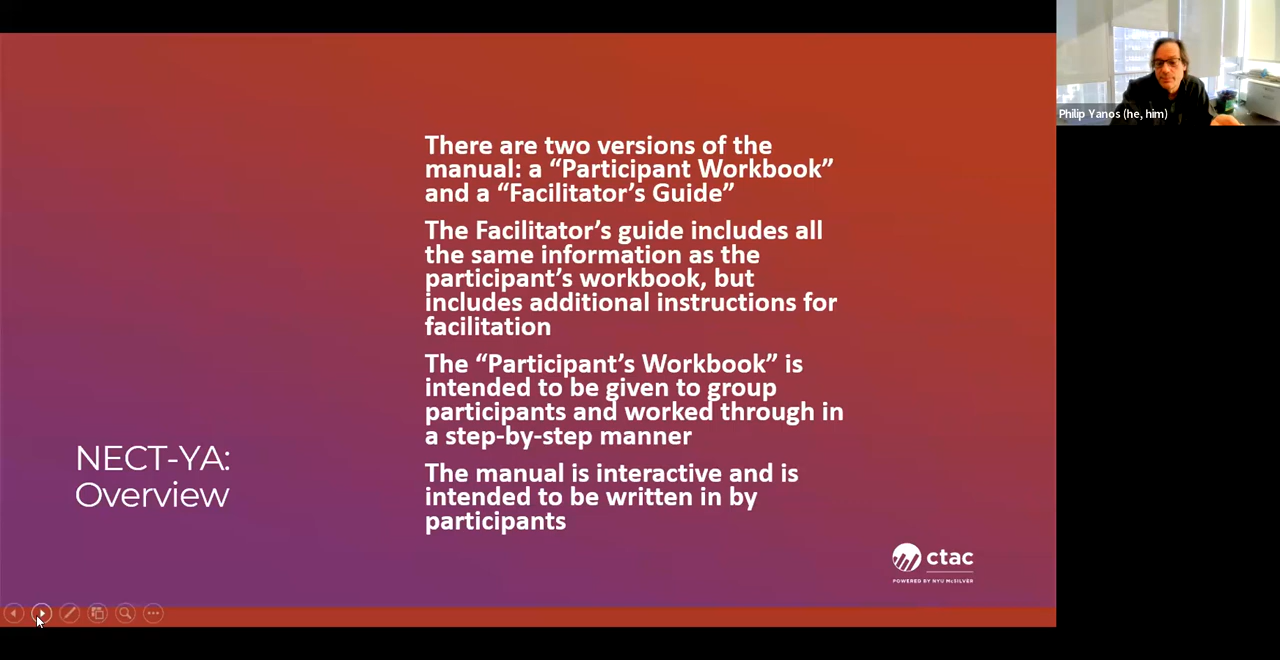 There are two versions of the
manual: a “Participant Workbook”
and a “Facilitator’s Guide”
The Facilitator’s guide includes all
the same information as the
participant’s workbook, but
includes additional instructions for
facilitation
The “Participant’s Workbook” is
intended to be given to group
participants and worked through in
a step-by-step manner
The manual is interactive and is
intended to be written in by
participants
NECT-YA:
Overview
ctac
POWERED BY NYU McSILVER
Philip Yanos (he, him)